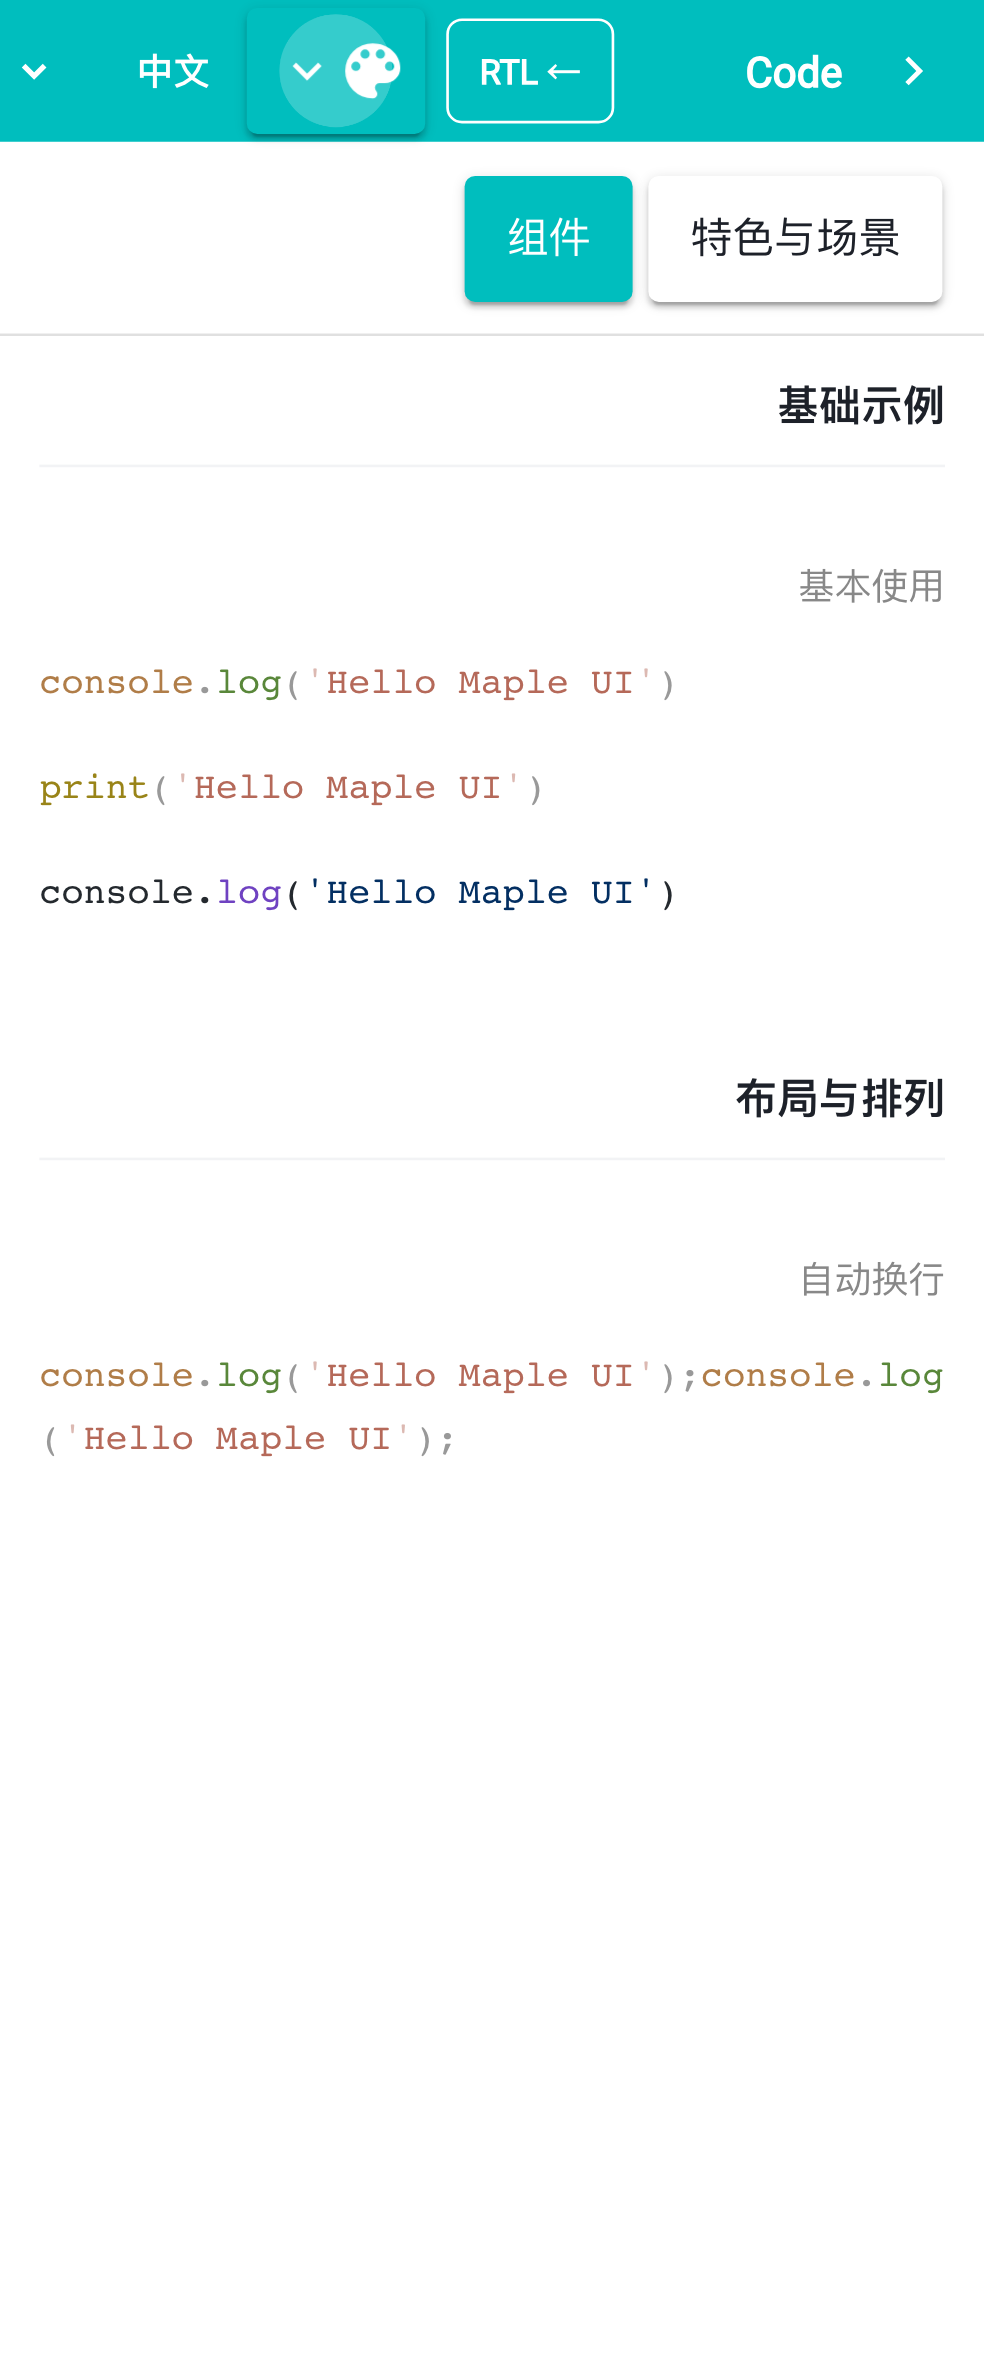 中文
RTL ←
Code
组件
特色与场景
基础示例
基本使用
console.log('Hello Maple UI')
print('Hello Maple UI')
console.log('Hello Maple UI')
布局与排列
自动换行
console.log('Hello Maple UI');console.log
('Hello Maple UI');